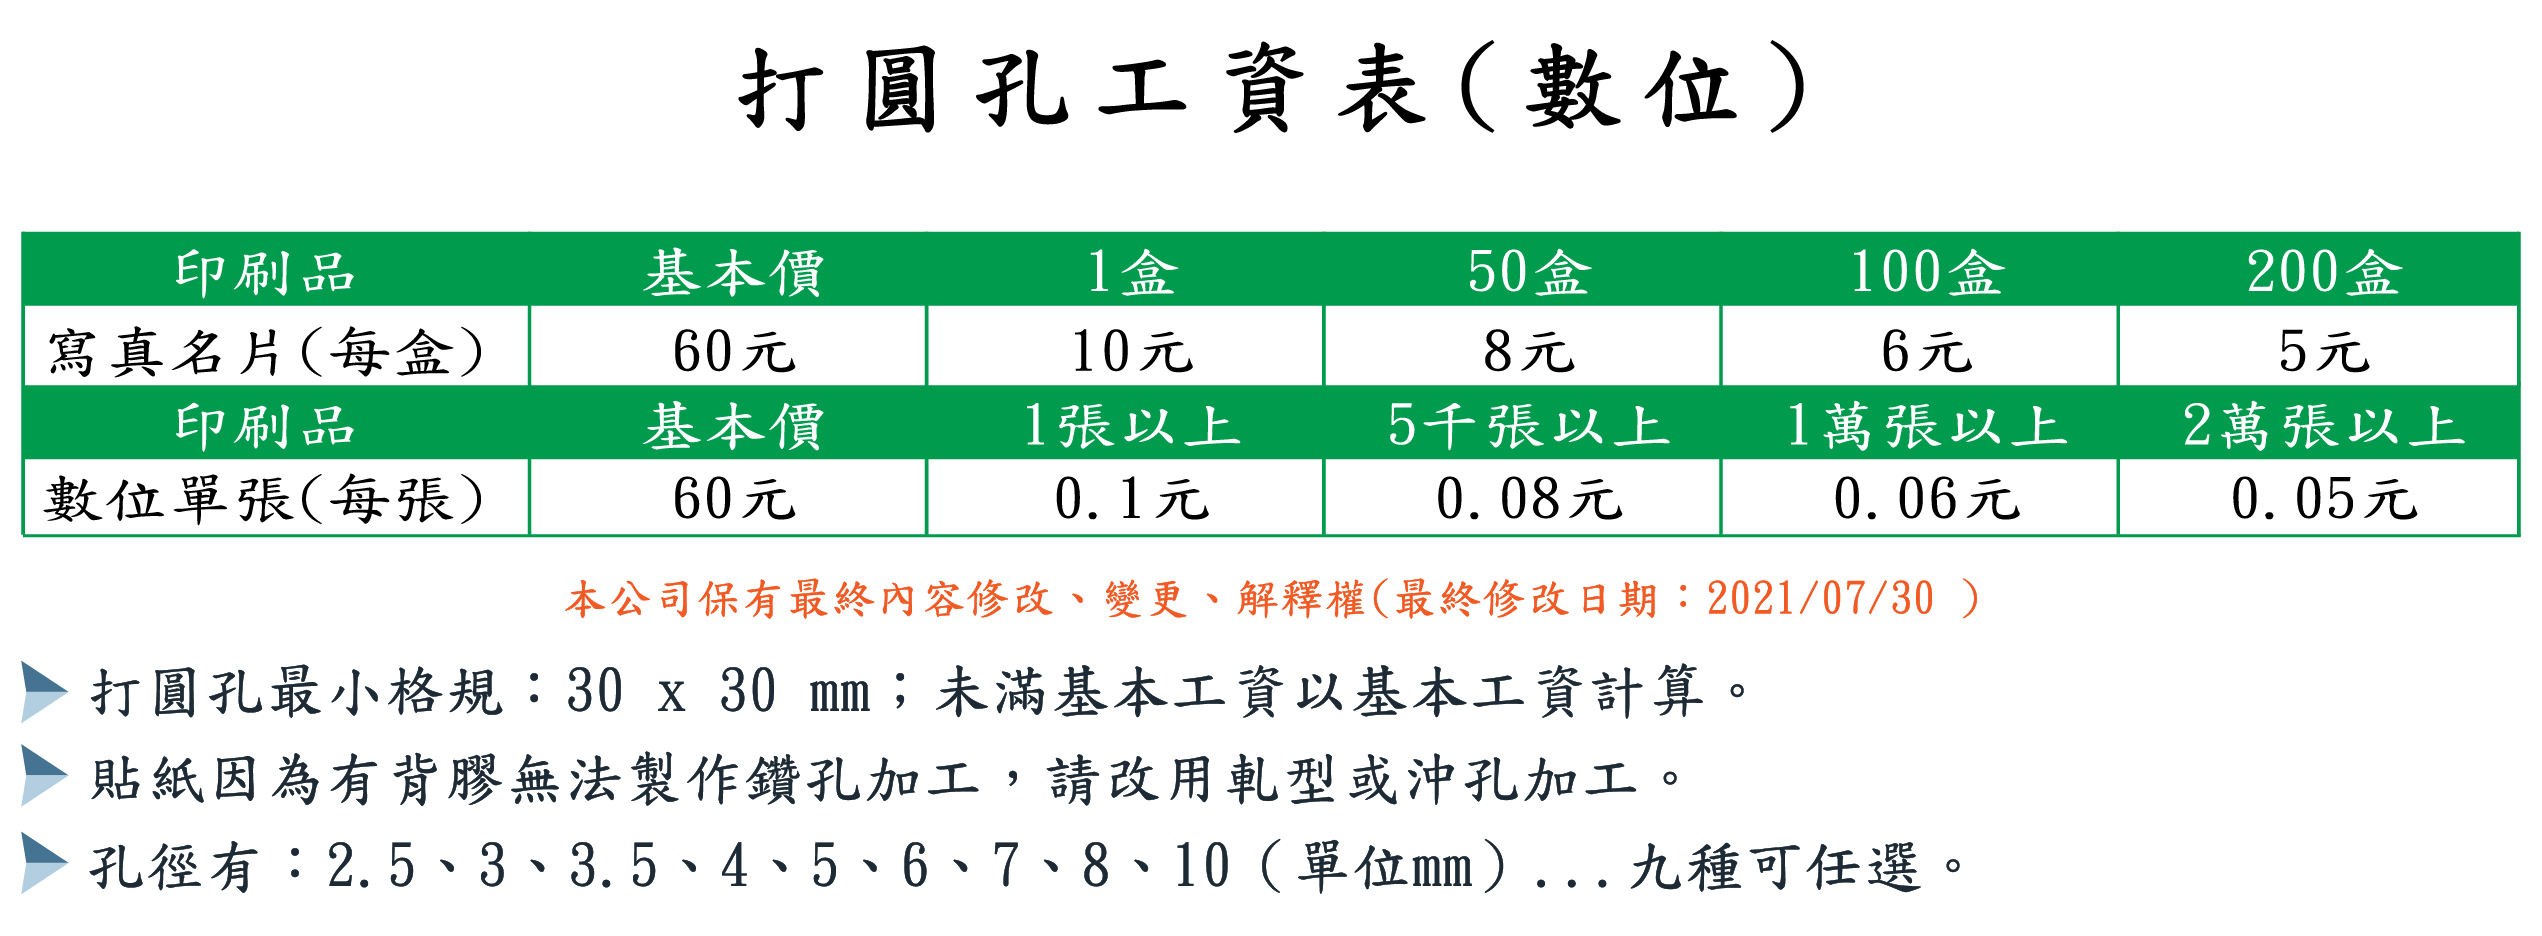 打圓孔工資表(數位)
印刷品 基本價 1盒 50盒 100盒 200盒
寫真名片(每盒) 60元 10元 8元 6元 5元
印刷品 基本價 1張以上 5千張以上 1萬張以上 2萬張以上
數位單張(每張) 60元 0.1元 0.08元 0.06元 0.05元
本公司保有最終內容修改、變更、解釋權(最終修改日期：2021/07/30 )
打圓孔最小格規：30 x 30 mm；未滿基本工資以基本工資計算。
貼紙因為有背膠無法製作鑽孔加工，請改用軋型或沖孔加工。
孔徑有：2.5、3、3.5、4、5、6、7、8、10（單位mm）...九種可任選。